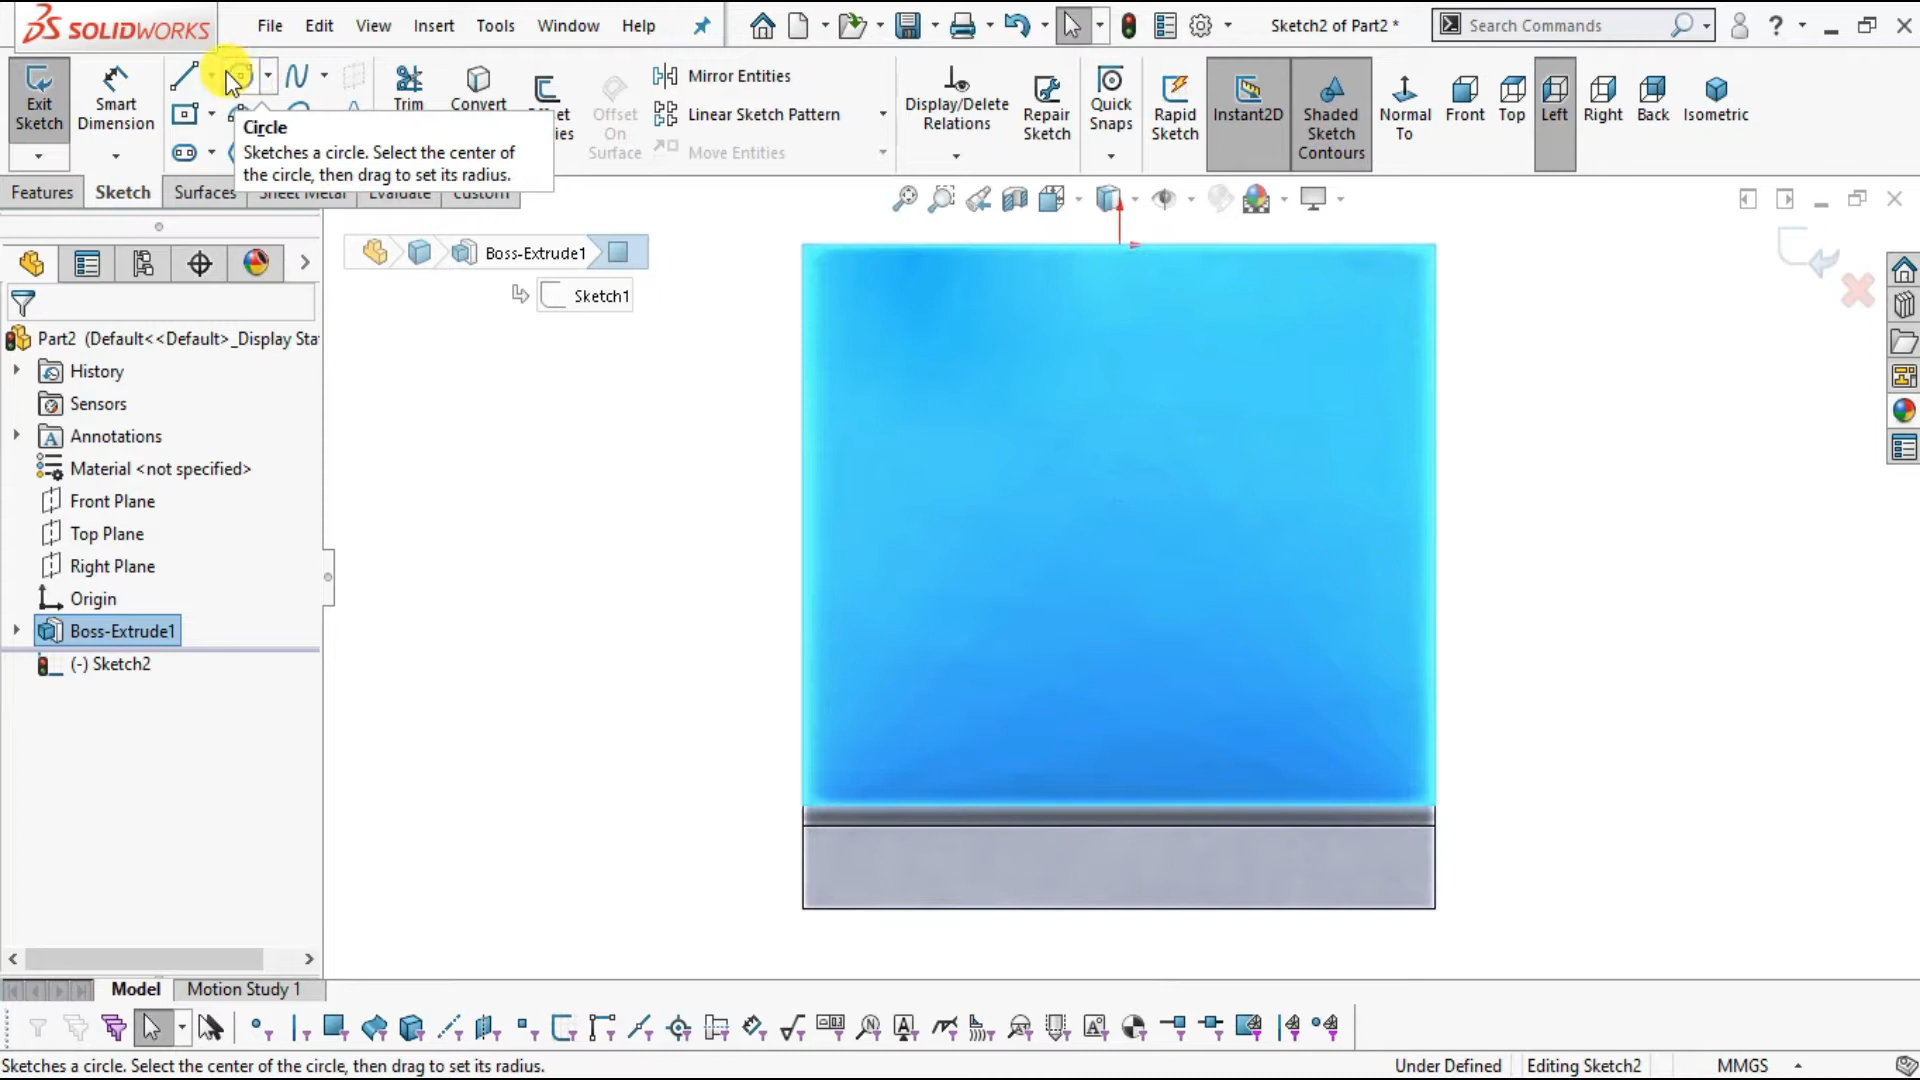 SOLIDWORKS
File Edit View Insert Tools Window Help
Sketch2 of Part2 *
Search Commands
Exit Sketch
Smart Dimension
Trim
Convert
Offset On Surface
Mirror Entities
Linear Sketch Pattern
Move Entities
Display/Delete Relations
Repair Sketch
Quick Snaps
Rapid Sketch
Instant2D
Shaded Sketch Contours
Normal To
Front
Top
Left
Right
Back
Isometric
Circle
Sketches a circle. Select the center of
the circle, then drag to set its radius.
Features Sketch Surfaces Sheet Metal Evaluate Custom
Boss-Extrude1
Sketch1
Part2 (Default<<Default>_Display Sta
History
Sensors
Annotations
Material <not specified>
Front Plane
Top Plane
Right Plane
Origin
Boss-Extrude1
(-) Sketch2
Model Motion Study 1
Sketches a circle. Select the center of the circle, then drag to set its radius.
Under Defined Editing Sketch2 MMGS